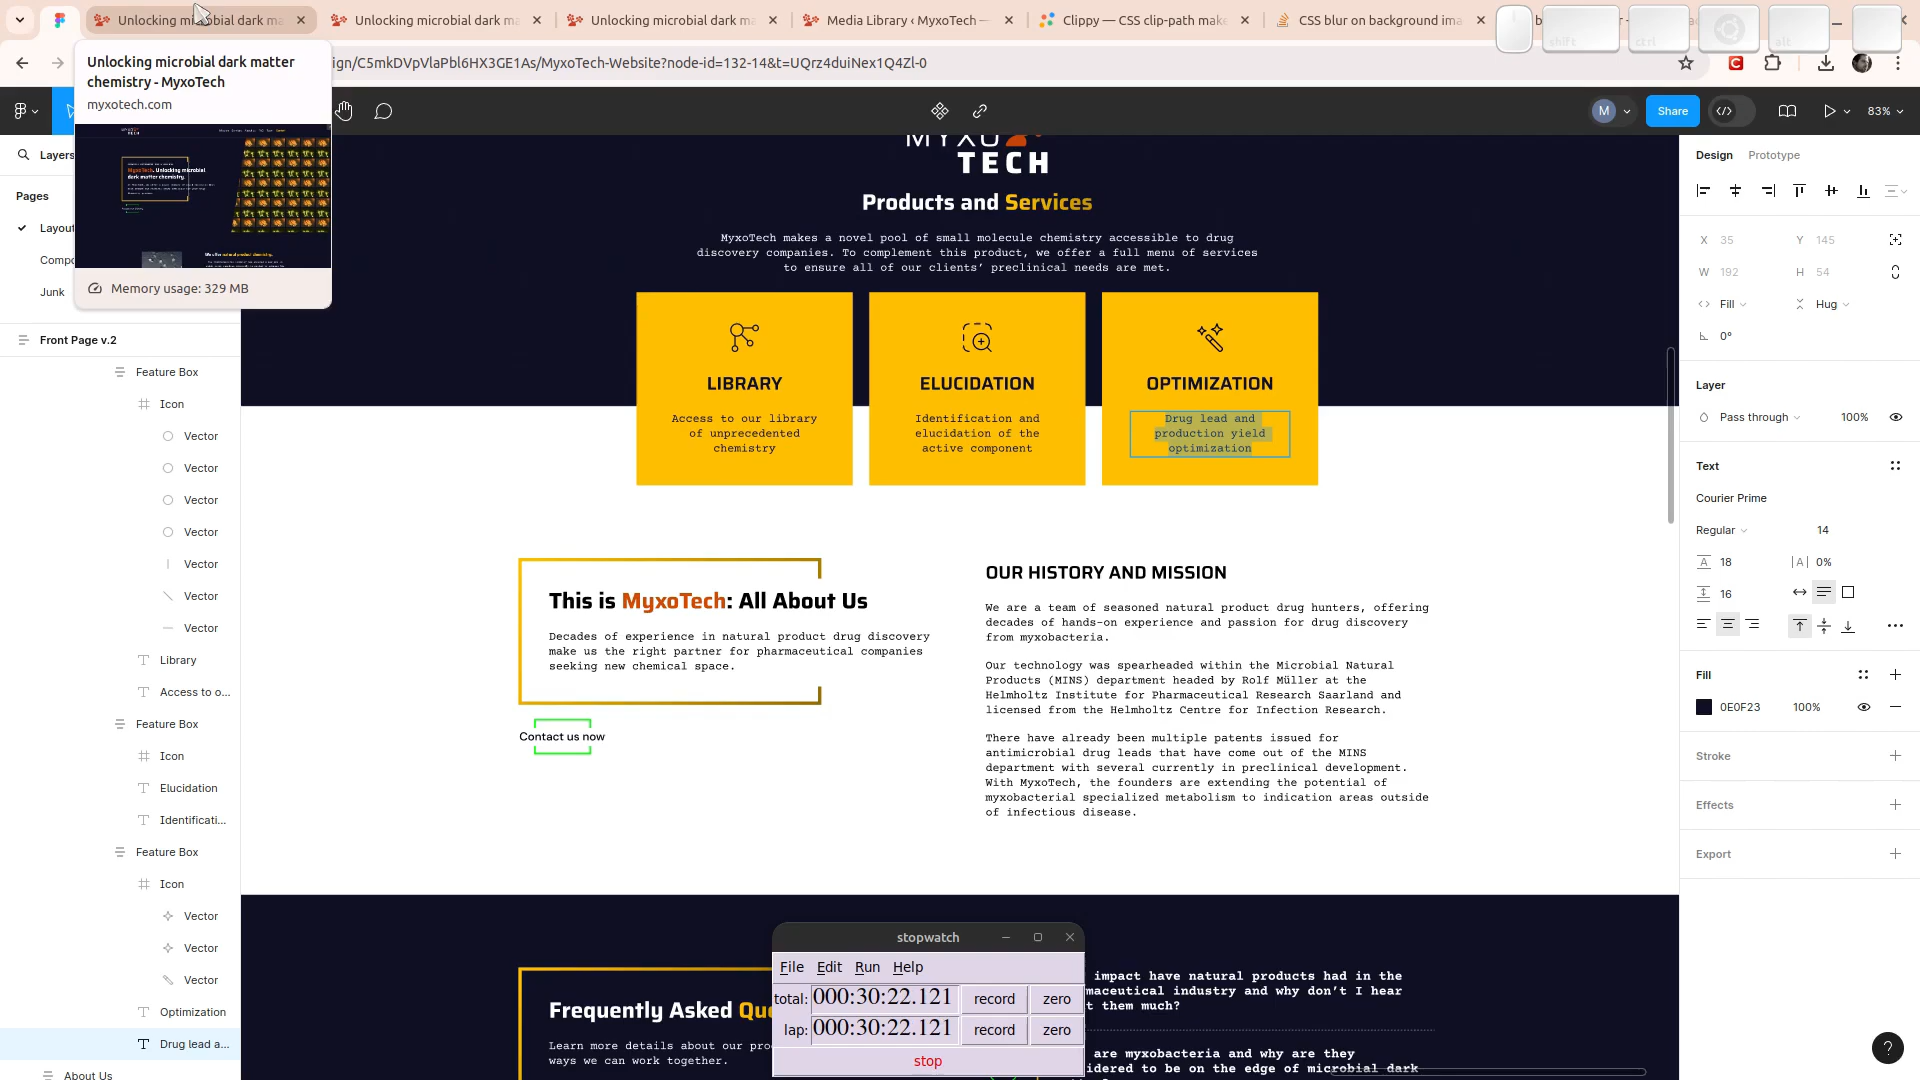 Unlocking microbial dark ma
Unlocking microbial dark m
Unlocking microbial dark ma
Media Library ‹ MyxoTech —
Clippy — CSS clip-path make
CSS blur on background ima
shift
ctrl
alt
Unlocking microbial dark matter
chemistry - MyxoTech
myxotech.com
Memory usage: 329 MB
ign/C5mkDVpVlaPbl6HX3GE1As/MyxoTech-Website?node-id=132-14&t=UQrz4duiNex1Q4Zl-0
M
Share
83%
Layers
Pages
Layou
Compo
Junk
Front Page v.2
Feature Box
Icon
Vector
Vector
Vector
Vector
Vector
Vector
Vector
Library
Access to o...
Feature Box
Icon
Elucidation
Identificati...
Feature Box
Icon
Vector
Vector
Vector
Optimization
Drug lead a...
About Us
MYXO
TECH
Products and Services
MyxoTech makes a novel pool of small molecule chemistry accessible to drug
discovery companies. To complement this product, we offer a full menu of services
to ensure all of our clients’ preclinical needs are met.
LIBRARY
Access to our library
of unprecedented
chemistry
ELUCIDATION
Identification and
elucidation of the
active component
OPTIMIZATION
Drug lead and
production yield
optimization
This is MyxoTech: All About Us
Decades of experience in natural product drug discovery
make us the right partner for pharmaceutical companies
seeking new chemical space.
Contact us now
OUR HISTORY AND MISSION
We are a team of seasoned natural product drug hunters, offering
decades of hands-on experience and passion for drug discovery
from myxobacteria.
Our technology was spearheaded within the Microbial Natural
Products (MINS) department headed by Rolf Müller at the
Helmholtz Institute for Pharmaceutical Research Saarland and
licensed from the Helmholtz Centre for Infection Research.
There have already been multiple patents issued for
antimicrobial drug leads that have come out of the MINS
department with several currently in preclinical development.
With MyxoTech, the founders are extending the potential of
myxobacterial specialized metabolism to indication areas outside
of infectious disease.
Frequently Asked Qu
Learn more details about our pro
ways we can work together.
impact have natural products had in the
maceutical industry and why don’t I hear
t them much?
are myxobacteria and why are they
idered to be on the edge of microbial dark
stopwatch
File Edit Run Help
total: 000:30:22.121 record zero
lap: 000:30:22.121 record zero
stop
Design Prototype
X 35 Y 145
W 192 H 54
Fill Hug
0°
Layer
Pass through 100%
Text
Courier Prime
Regular 14
18 0%
16
Fill
0E0F23 100%
Stroke
Effects
Export
?